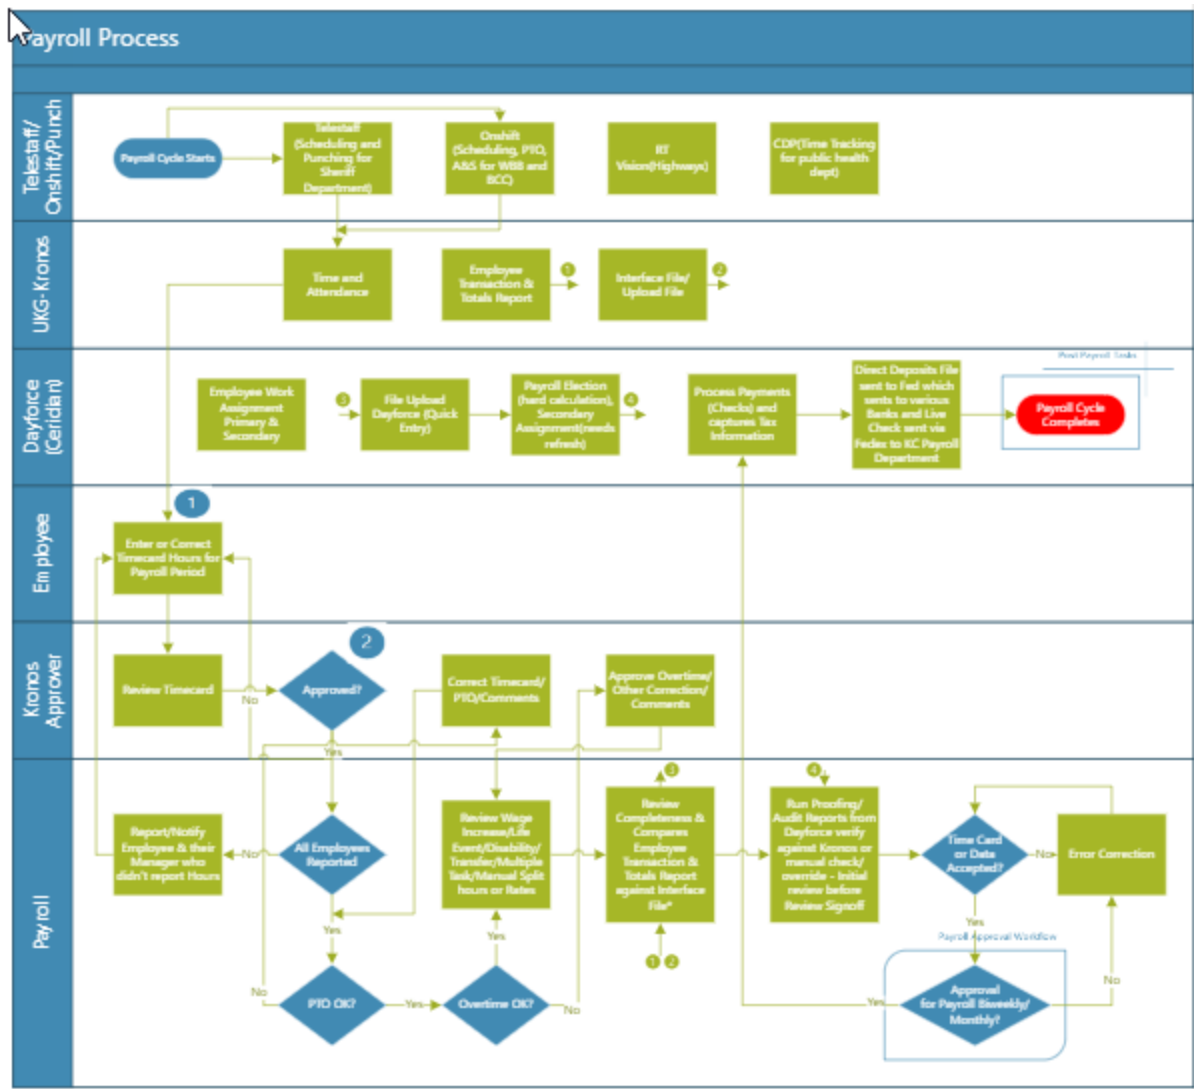 Payroll Process
Telestaff/
Onshift/Punch
Payroll Cycle Starts
Telestaff
(Scheduling and
Punching for
Sheriff
Department)
Onshift
(Scheduling, PTO,
A&S for WBB and
BCC)
RT
Vision(Highways)
CDP(Time Tracking
for public health
dept)
UKG-Kronos
Time and
Attendance
Employee
Transaction &
Totals Report
1
Interface File/
Upload File
2
Dayforce
(Ceridian)
Employee Work
Assignment
Primary &
Secondary
3
File Upload
Dayforce (Quick
Entry)
Payroll Election
(hard calculation),
Secondary
Assignment(needs
refresh)
4
Process Payments
(Checks) and
captures Tax
Information
Direct Deposits File
sent to Fed which
sends to various
Banks and Live
Check sent via
Fedex to KC Payroll
Department
Post Payroll Tasks
Payroll Cycle
Completes
Employee
1
Enter or Correct
Timecard Hours for
Payroll Period
Kronos
Approver
Review Timecard
No
2
Approved?
Yes
Correct Timecard/
PTO/Comments
Approve Overtime/
Other Correction/
Comments
Payroll
Report/Notify
Employee & their
Manager who
didn't report Hours
No
All Employees
Reported
Yes
Review Wage
Increase/Life
Event/Disability/
Transfer/Multiple
Task/Manual Split
hours or Rates
Yes
3
Review
Completeness &
Compares
Employee
Transaction &
Totals Report
against Interface
File*
1 2
4
Run Proofing/
Audit Reports from
Dayforce verify
against Kronos or
manual check/
override - Initial
review before
Review Signoff
Time Card
or Data
Accepted?
No
Error Correction
Yes
Payroll Approval Workflow
No
PTO OK?
Yes
Overtime OK?
No
Yes
Approval
for Payroll Biweekly/
Monthly?
No